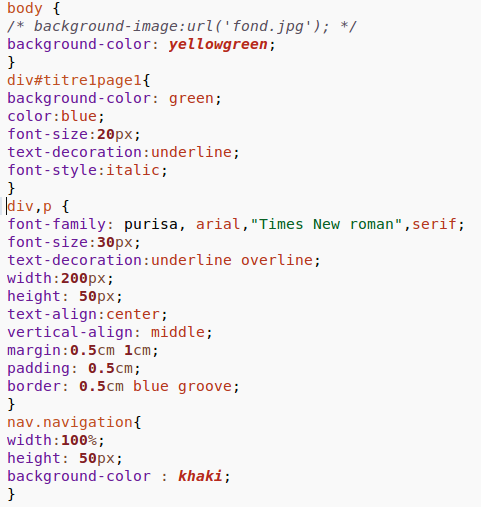 body {
/* background-image:url('fond.jpg'); */
background-color: yellowgreen;
}
div#titre1page1{
background-color: green;
color:blue;
font-size:20px;
text-decoration:underline;
font-style:italic;
}
div,p {
font-family: purisa, arial,"Times New roman",serif;
font-size:30px;
text-decoration:underline overline;
width:200px;
height: 50px;
text-align:center;
vertical-align: middle;
margin:0.5cm 1cm;
padding: 0.5cm;
border: 0.5cm blue groove;
}
nav.navigation{
width:100%;
height: 50px;
background-color : khaki;
}